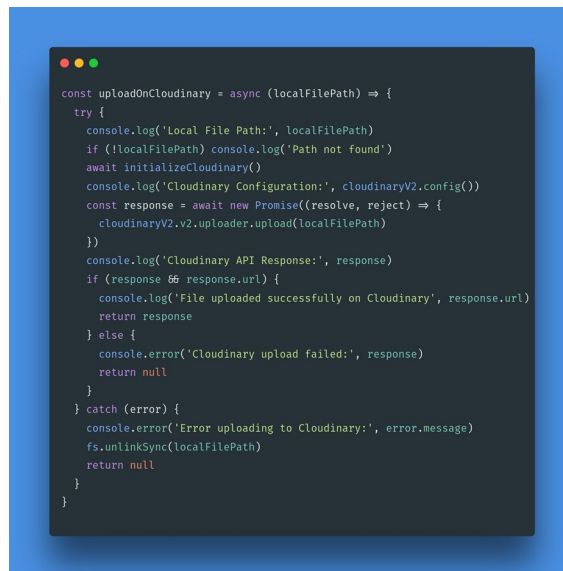 const uploadOnCloudinary = async (localFilePath) => {
  try {
    console.log('Local File Path:', localFilePath)
    if (!localFilePath) console.log('Path not found')
    await initializeCloudinary()
    console.log('Cloudinary Configuration:', cloudinaryV2.config())
    const response = await new Promise((resolve, reject) => {
      cloudinaryV2.v2.uploader.upload(localFilePath)
    })
    console.log('Cloudinary API Response:', response)
    if (response && response.url) {
      console.log('File uploaded successfully on Cloudinary', response.url)
      return response
    } else {
      console.error('Cloudinary upload failed:', response)
      return null
    }
  } catch (error) {
    console.error('Error uploading to Cloudinary:', error.message)
    fs.unlinkSync(localFilePath)
    return null
  }
}